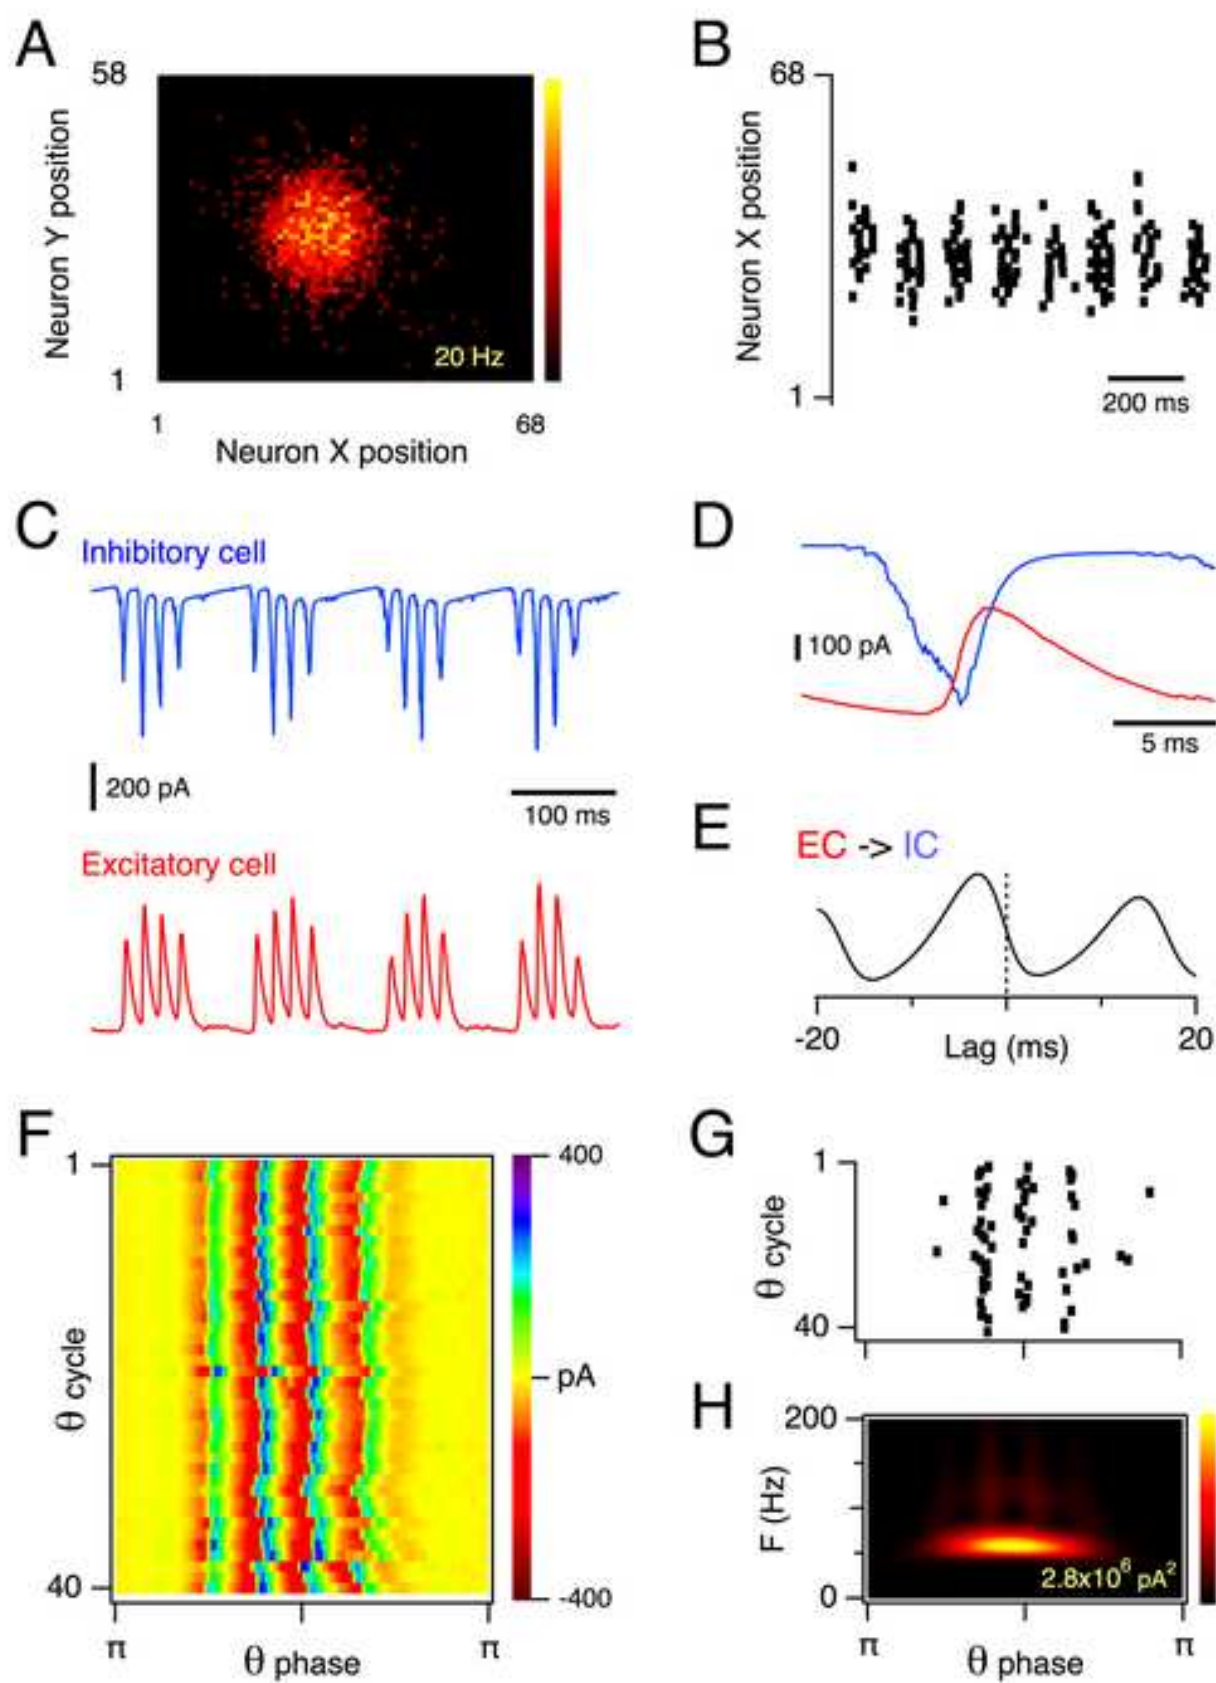 A
58
Neuron Y position
1
20 Hz
1
68
Neuron X position
B
68
Neuron X position
1
200 ms
C
Inhibitory cell
200 pA
100 ms
Excitatory cell
D
100 pA
5 ms
E
EC -> IC
-20
Lag (ms)
20
F
1
θ cycle
40
400
pA
-400
π
θ phase
π
G
1
θ cycle
40
H
200
F (Hz)
0
2.8x10⁶ pA²
π
θ phase
π